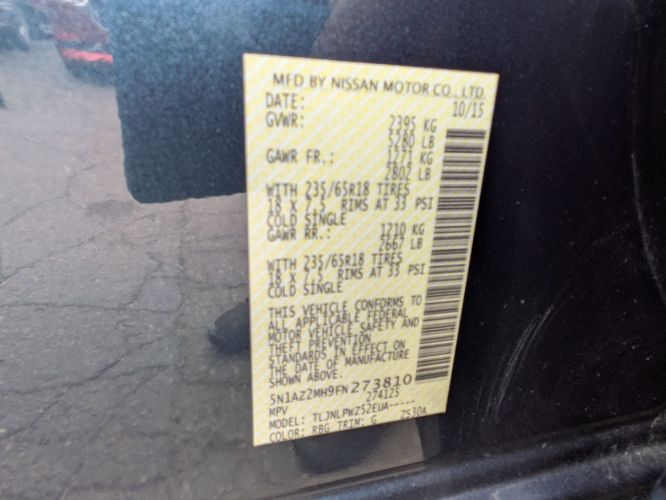 MFD BY NISSAN MOTOR CO., LTD.
DATE: 10/15
GVWR: 2395 KG
5280 LB
GAWR FR.: 1271 KG
2802 LB
WITH 235/65R18 TIRES
18 X 7.5 RIMS AT 33 PSI
COLD SINGLE
GAWR RR.: 1210 KG
2667 LB
WITH 235/65R18 TIRES
18 X 7.5 RIMS AT 33 PSI
COLD SINGLE
THIS VEHICLE CONFORMS TO
ALL APPLICABLE FEDERAL
MOTOR VEHICLE SAFETY AND
THEFT PREVENTION
STANDARDS IN EFFECT ON
THE DATE OF MANUFACTURE
SHOWN ABOVE.
5N1AZ2MH9FN273810
MPV 274125
MODEL: TLJNLPWZ52EUA-----
COLOR: RBG TRIM: G ZS30A